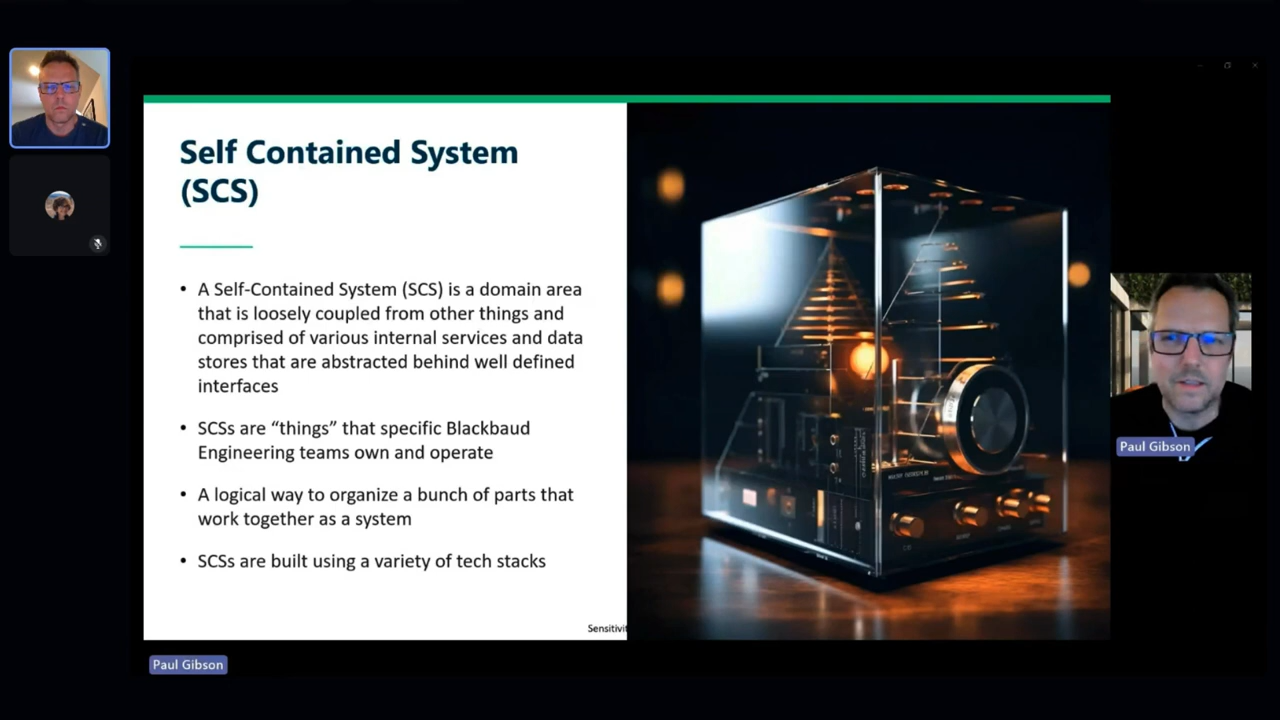 Self Contained System
(SCS)
• A Self-Contained System (SCS) is a domain area
that is loosely coupled from other things and
comprised of various internal services and data
stores that are abstracted behind well defined
interfaces
• SCSs are “things” that specific Blackbaud
Engineering teams own and operate
• A logical way to organize a bunch of parts that
work together as a system
• SCSs are built using a variety of tech stacks
Sensitivit
Paul Gibson
Paul Gibson